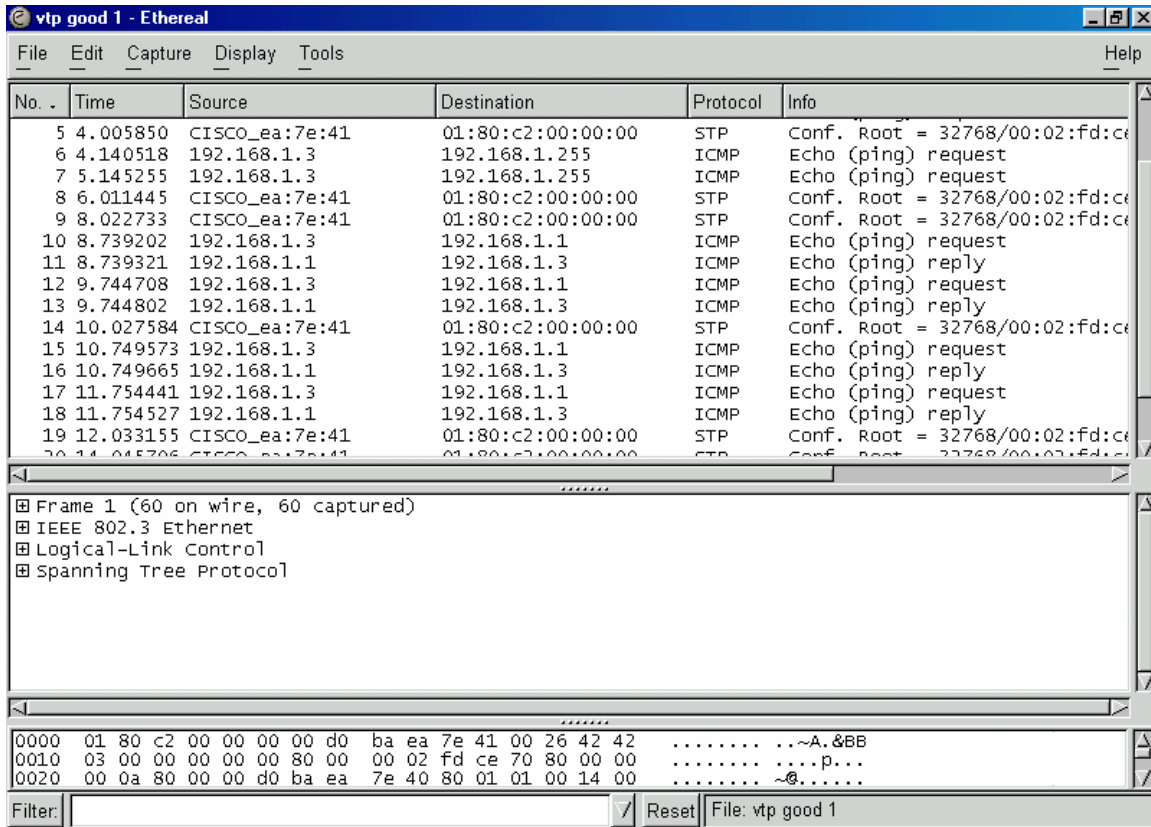 vtp good 1 - Ethereal
File Edit Capture Display Tools Help
No. Time Source Destination Protocol Info
5 4.005850 CISCO_ea:7e:41 01:80:c2:00:00:00 STP Conf. Root = 32768/00:02:fd:ce
6 4.140518 192.168.1.3 192.168.1.255 ICMP Echo (ping) request
7 5.145255 192.168.1.3 192.168.1.255 ICMP Echo (ping) request
8 6.011445 CISCO_ea:7e:41 01:80:c2:00:00:00 STP Conf. Root = 32768/00:02:fd:ce
9 8.022733 CISCO_ea:7e:41 01:80:c2:00:00:00 STP Conf. Root = 32768/00:02:fd:ce
10 8.739202 192.168.1.3 192.168.1.1 ICMP Echo (ping) request
11 8.739321 192.168.1.1 192.168.1.3 ICMP Echo (ping) reply
12 9.744708 192.168.1.3 192.168.1.1 ICMP Echo (ping) request
13 9.744802 192.168.1.1 192.168.1.3 ICMP Echo (ping) reply
14 10.027584 CISCO_ea:7e:41 01:80:c2:00:00:00 STP Conf. Root = 32768/00:02:fd:ce
15 10.749573 192.168.1.3 192.168.1.1 ICMP Echo (ping) request
16 10.749665 192.168.1.1 192.168.1.3 ICMP Echo (ping) reply
17 11.754441 192.168.1.3 192.168.1.1 ICMP Echo (ping) request
18 11.754527 192.168.1.1 192.168.1.3 ICMP Echo (ping) reply
19 12.033155 CISCO_ea:7e:41 01:80:c2:00:00:00 STP Conf. Root = 32768/00:02:fd:ce
Frame 1 (60 on wire, 60 captured)
IEEE 802.3 Ethernet
Logical-Link Control
Spanning Tree Protocol
0000 01 80 c2 00 00 00 00 d0 ba ea 7e 41 00 26 42 42 ........ ..~A.&BB
0010 03 00 00 00 00 00 80 00 00 02 fd ce 70 80 00 00 ........ ....p...
0020 00 0a 80 00 00 d0 ba ea 7e 40 80 01 01 00 14 00 ........ ~@......
Filter: Reset File: vtp good 1